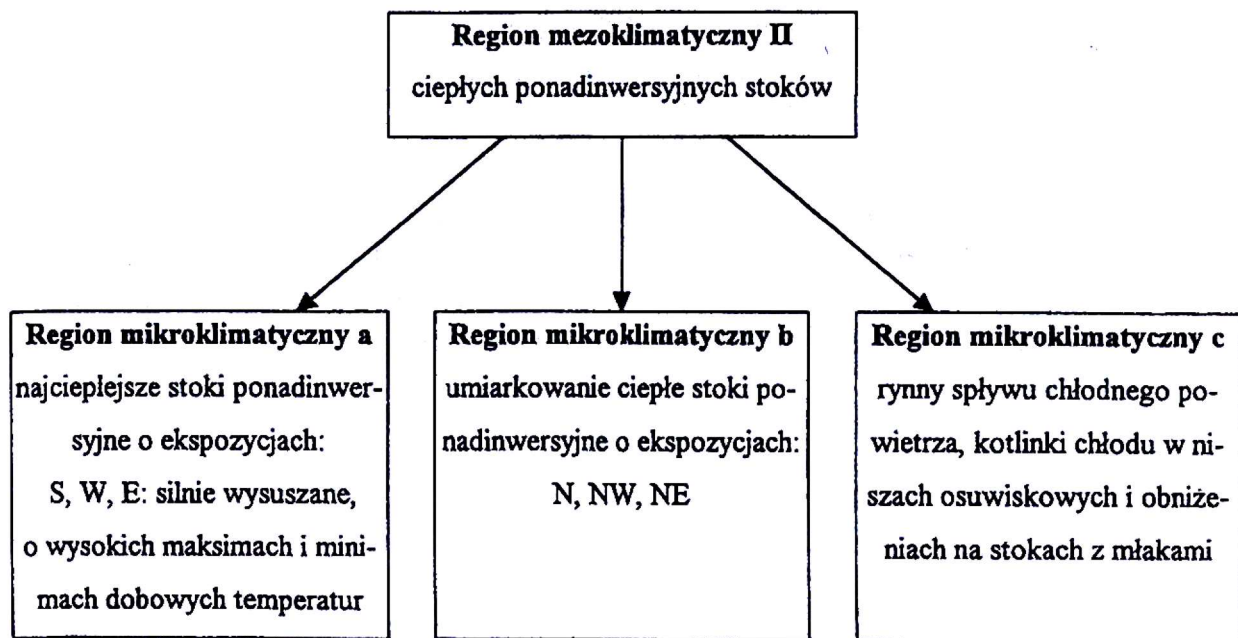 Region mezoklimatyczny II
ciepłych ponadinwersyjnych stoków
Region mikroklimatyczny a
najcieplejsze stoki ponadinwer-
syjne o ekspozycjach:
S, W, E: silnie wysuszane,
o wysokich maksimach i mini-
mach dobowych temperatur
Region mikroklimatyczny b
umiarkowanie ciepłe stoki po-
nadinwersyjne o ekspozycjach:
N, NW, NE
Region mikroklimatyczny c
rynny spływu chłodnego po-
wietrza, kotlinki chłodu w ni-
szach osuwiskowych i obniże-
niach na stokach z młakami